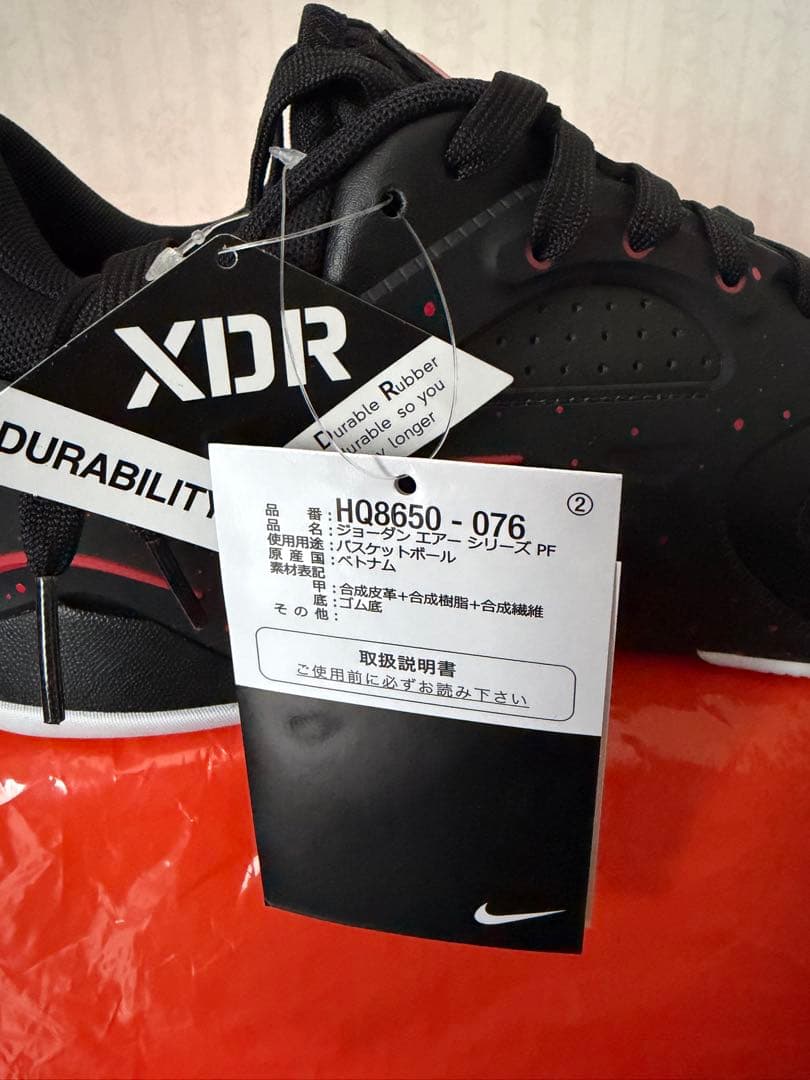 XDR
DURABILITY
Durable Rubber
durable so you
longer
②
品 番 : HQ8650 - 076
品 名 : ジョーダン エアー シリーズ PF
使用用途 : バスケットボール
原 産 国 : ベトナム
素材表記
甲 : 合成皮革+合成樹脂+合成繊維
底 : ゴム底
そ の 他 :
取扱説明書
ご使用前に必ずお読み下さい